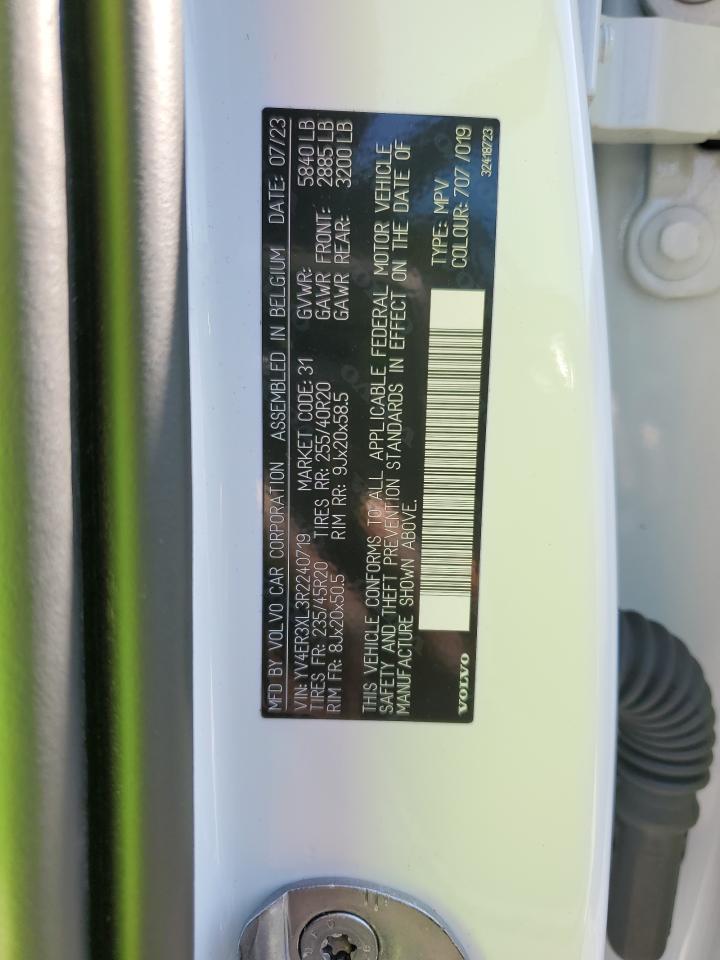 MFD BY VOLVO CAR CORPORATION ASSEMBLED IN BELGIUM DATE: 07/23
VIN: YV4ER3XL3R2240719 MARKET CODE: 31 GVWR: 5840 LB
TIRES FR: 235/45R20 TIRES RR: 255/40R20 GAWR FRONT: 2885 LB
RIM FR: 8Jx20x50.5 RIM RR: 9Jx20x58.5 GAWR REAR: 3200 LB
THIS VEHICLE CONFORMS TO ALL APPLICABLE FEDERAL MOTOR VEHICLE
SAFETY AND THEFT PREVENTION STANDARDS IN EFFECT ON THE DATE OF
MANUFACTURE SHOWN ABOVE.
TYPE: MPV
COLOUR: 707 /019
VOLVO
32418723